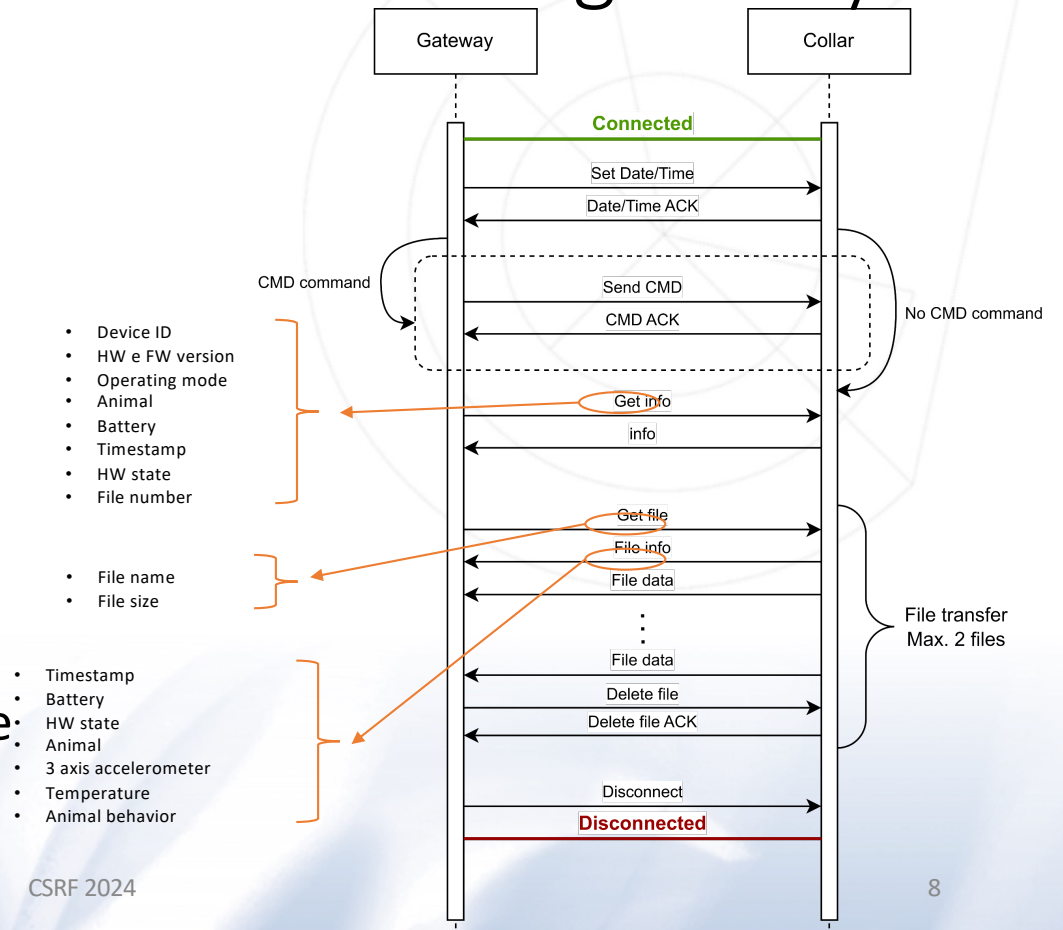 Gateway
Collar
Connected
Set Date/Time
Date/Time ACK
CMD command
Send CMD
CMD ACK
No CMD command
• Device ID
• HW e FW version
• Operating mode
• Animal
• Battery
• Timestamp
• HW state
• File number
Get info
info
Get file
File info
File data
• File name
• File size
⋮
File transfer
Max. 2 files
File data
Delete file
Delete file ACK
• Timestamp
• Battery
• HW state
• Animal
• 3 axis accelerometer
• Temperature
• Animal behavior
Disconnect
Disconnected
CSRF 2024
8